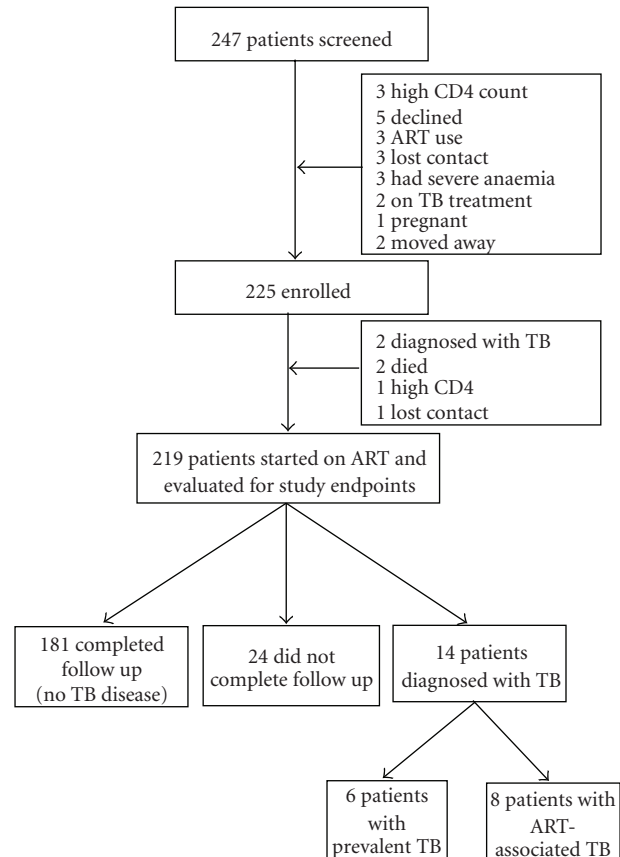 247 patients screened
3 high CD4 count
5 declined
3 ART use
3 lost contact
3 had severe anaemia
2 on TB treatment
1 pregnant
2 moved away
225 enrolled
2 diagnosed with TB
2 died
1 high CD4
1 lost contact
219 patients started on ART and
evaluated for study endpoints
181 completed
follow up
(no TB disease)
24 did not
complete follow up
14 patients
diagnosed with TB
6 patients
with
prevalent TB
8 patients with
ART-
associated TB